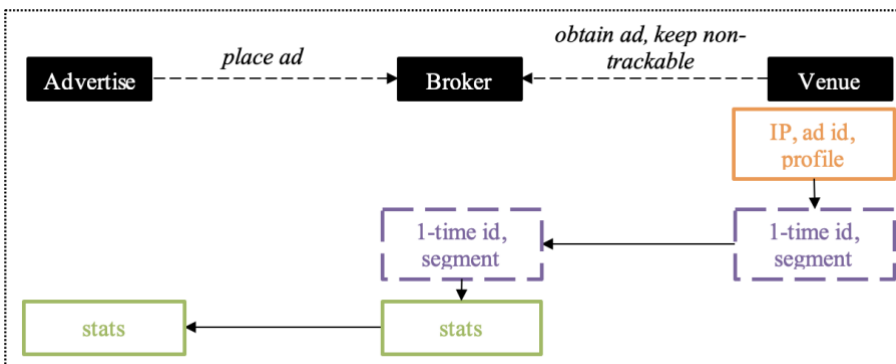 place ad
obtain ad, keep non-
trackable
Advertise
Broker
Venue
IP, ad id,
profile
1-time id,
segment
1-time id,
segment
stats
stats